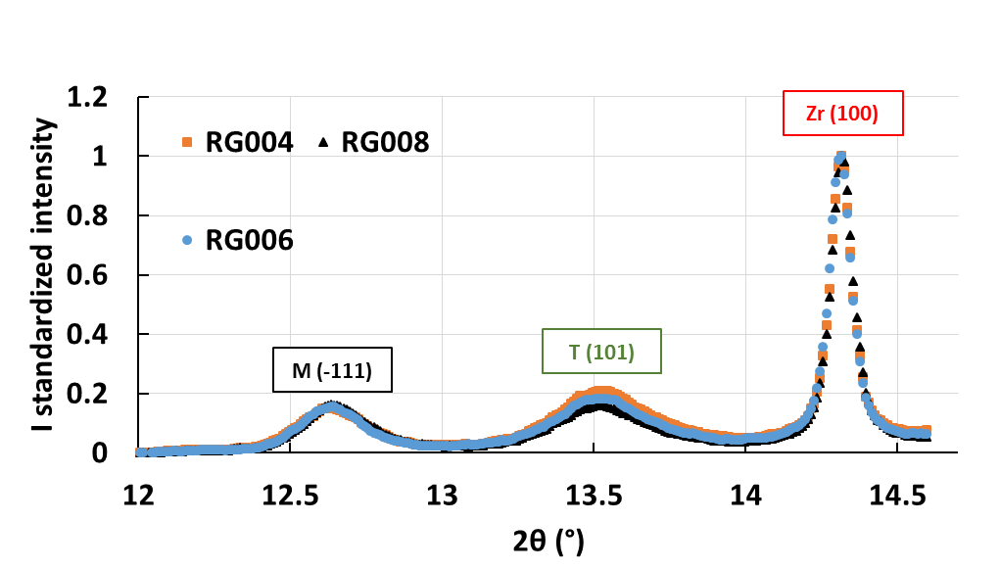 I standardized intensity
1.2
1
0.8
0.6
0.4
0.2
0
RG004 RG008
RG006
M (-111)
T (101)
Zr (100)
12 12.5 13 13.5 14 14.5
2θ (°)